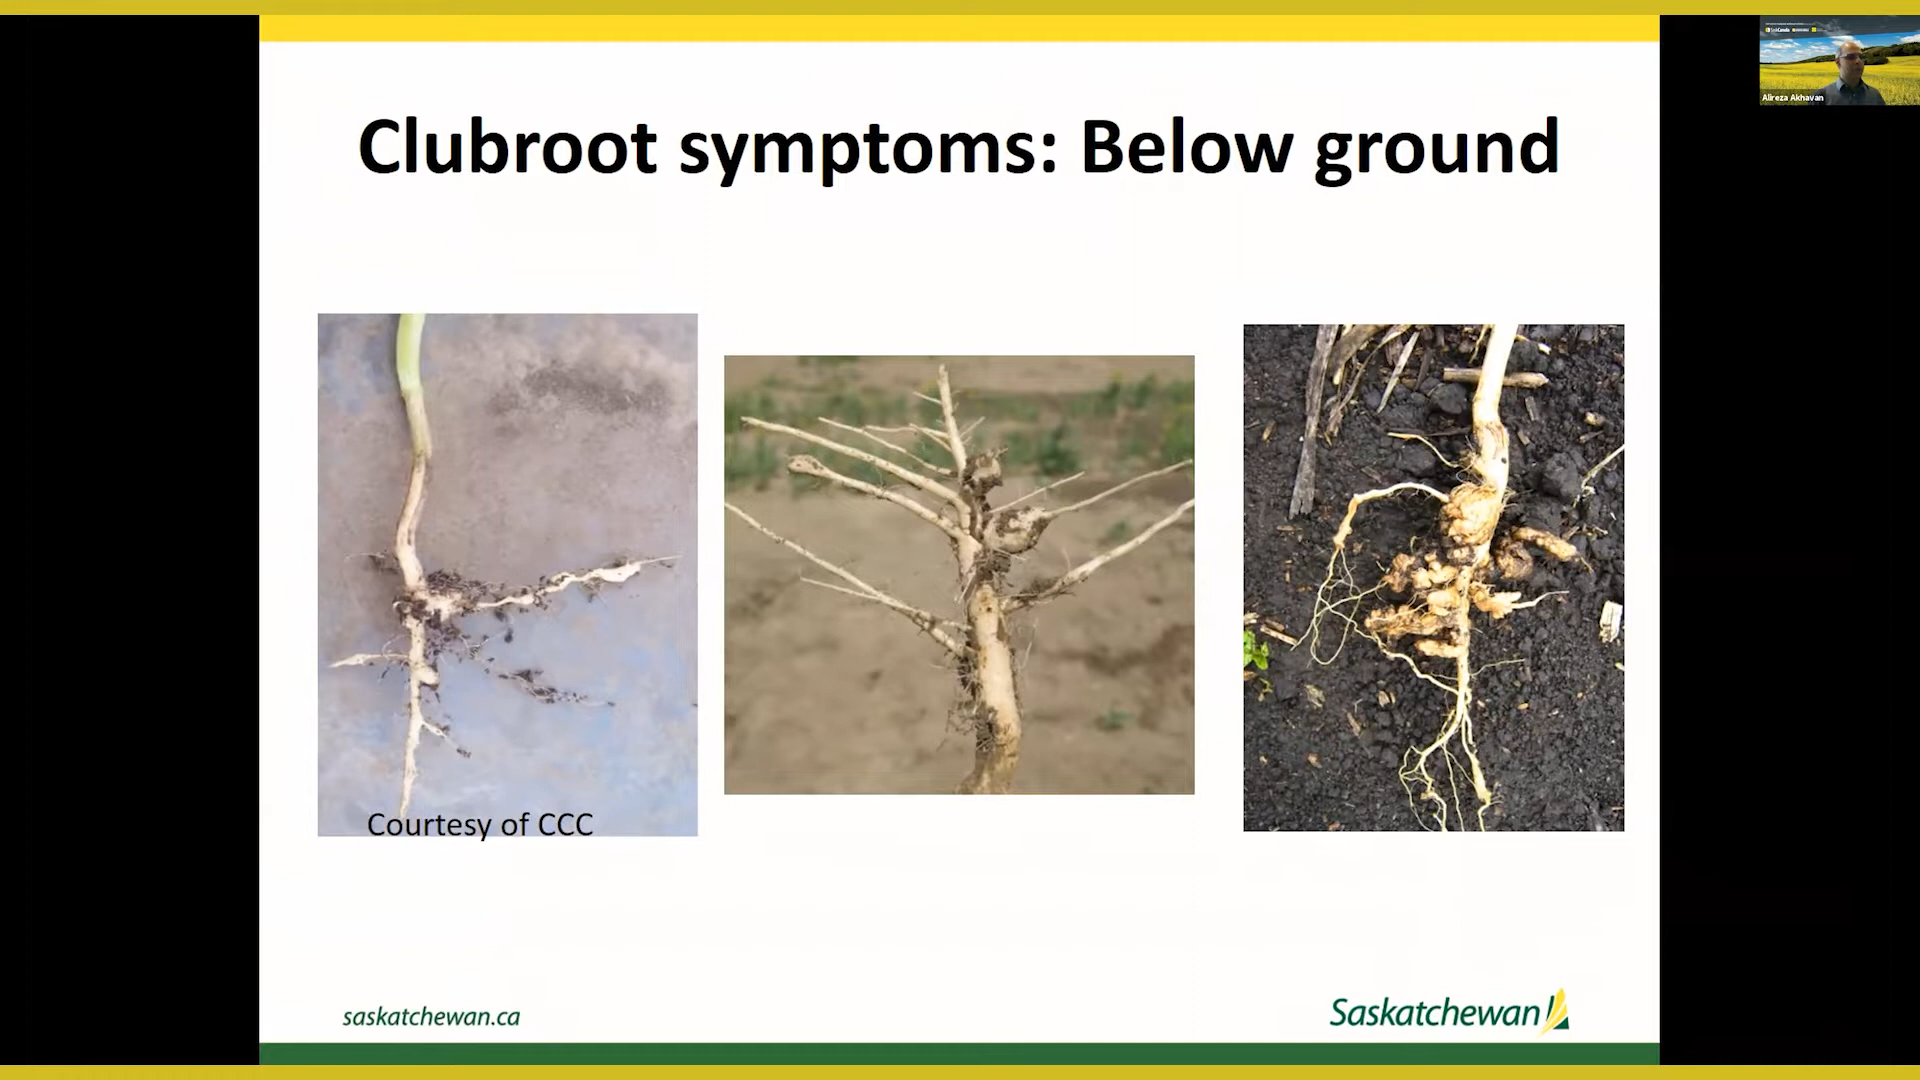 Clubroot symptoms: Below ground
Alireza Akhavan
Courtesy of CCC
saskatchewan.ca
Saskatchewan